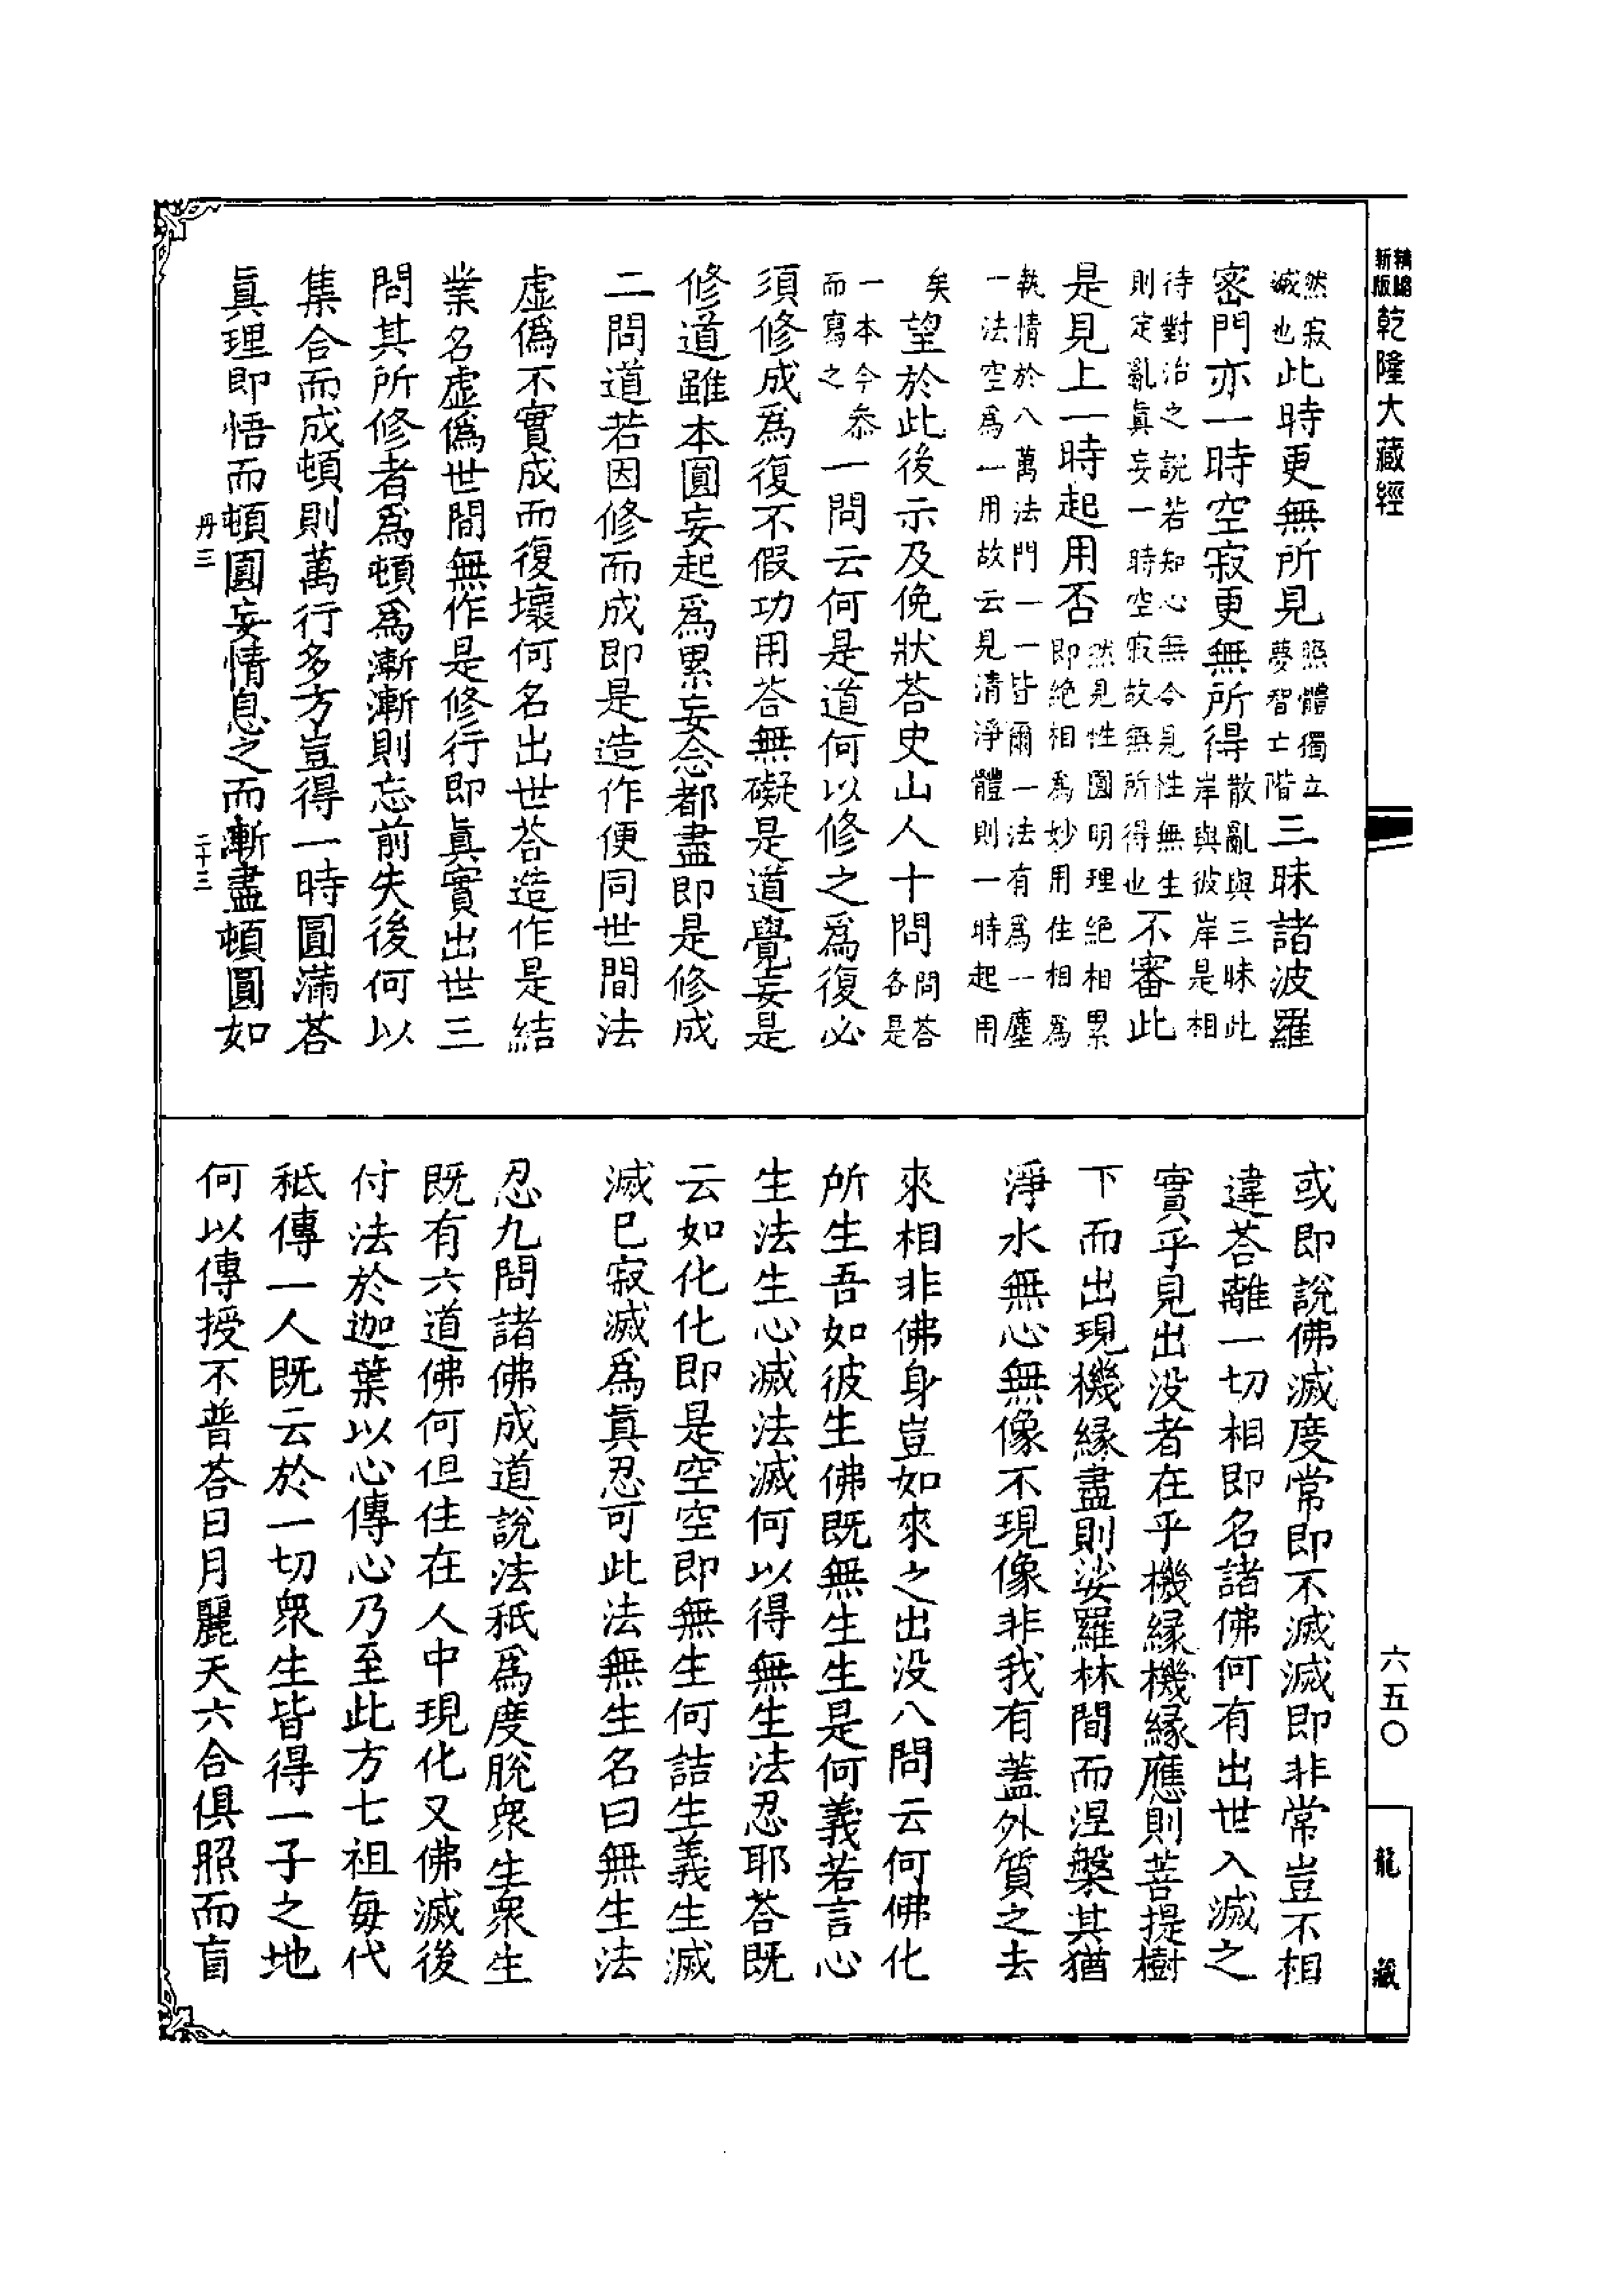 精縮
新版
乾隆大藏經
然寂滅也此時更無所見照體獨立夢智亡階三昧諸波羅
密門亦一時空寂更無所得散亂與三昧此岸與彼岸是相
待對治之說若知心無今見性無生則定亂眞妄一時空寂故無所得也不審此
是見上一時起用否然見性圓明理絶相累即絶相爲妙用住相爲
執情於八萬法門一一皆爾一法有爲一塵一法空爲一用故云見清淨體則一時起用
矣望於此後示及俛狀荅史山人十問問荅各是
一本今叅而寫之一問云何是道何以修之爲復必
須修成爲復不假功用荅無礙是道覺妄是
修道雖本圓妄起爲累妄念都盡即是修成
二問道若因修而成即是造作便同世間法
虛僞不實成而復壞何名出世荅造作是結
業名虛僞世間無作是修行即眞實出世三
問其所修者爲頓爲漸漸則忘前失後何以
集合而成頓則萬行多方豈得一時圓滿荅
眞理即悟而頓圓妄情息之而漸盡頓圓如
丹三
二十三
或即說佛滅度常即不滅滅即非常豈不相
違荅離一切相即名諸佛何有出世入滅之
實乎見出没者在乎機緣機緣應則菩提樹
下而出現機緣盡則娑羅林間而涅槃其猶
淨水無心無像不現像非我有蓋外質之去
來相非佛身豈如來之出没八問云何佛化
所生吾如彼生佛既無生生是何義若言心
生法生心滅法滅何以得無生法忍耶荅既
云如化化即是空空即無生何詰生義生滅
滅已寂滅爲眞忍可此法無生名曰無生法
忍九問諸佛成道說法秖爲度脫衆生衆生
既有六道佛何但住在人中現化又佛滅後
付法於迦葉以心傳心乃至此方七祖每代
秖傳一人既云於一切衆生皆得一子之地
何以傳授不普荅日月麗天六合俱照而盲
六五〇
龍藏